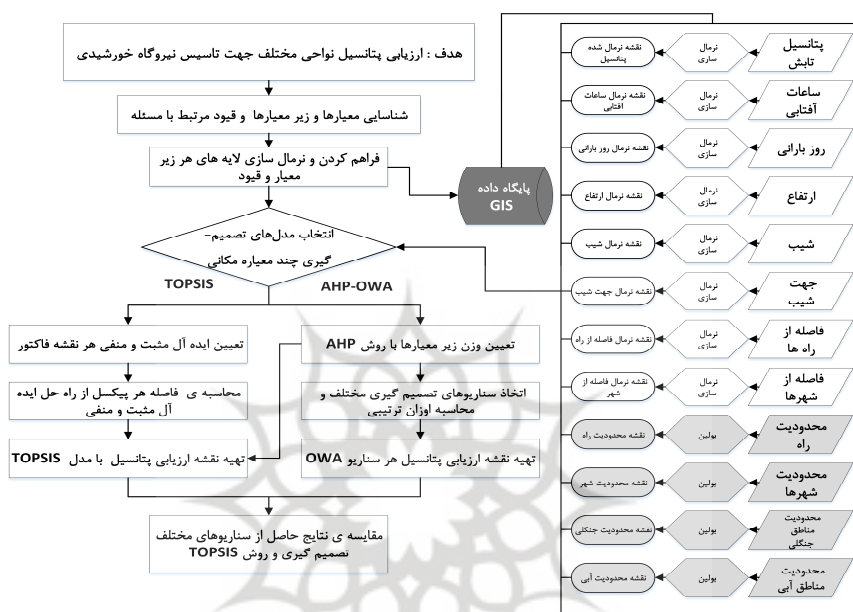 هدف : ارزیابی پتانسیل نواحی مختلف جهت تاسیس نیروگاه خورشیدی
شناسایی معیارها و زیر معیارها و قیود مرتبط با مسئله
فراهم کردن و نرمال سازی لایه های هر زیر
معیار و قیود
پایگاه داده
GIS
انتخاب مدل‌های تصمیم-
گیری چند معیاره مکانی
TOPSIS
AHP-OWA
تعیین وزن زیر معیارها با روش AHP
اتخاذ سناریوهای تصمیم گیری مختلف و
محاسبه اوزان ترتیبی
تهیه نقشه ارزیابی پتانسیل هر سناریو OWA
تعیین ایده آل مثبت و منفی هر نقشه فاکتور
محاسبه ی فاصله هر پیکسل از راه حل ایده
آل مثبت و منفی
تهیه نقشه ارزیابی پتانسیل با مدل TOPSIS
مقایسه ی نتایج حاصل از سناریوهای مختلف
تصمیم گیری و روش TOPSIS
پتانسیل
تابش
نرمال
سازی
نقشه نرمال شده
پتانسیل
ساعات
آفتابی
نرمال
سازی
نقشه نرمال ساعات
افتابی
روز بارانی
نرمال
سازی
نقشه نرمال روز بارانی
ارتفاع
نرمال
سازی
نقشه نرمال ارتفاع
شیب
نرمال
سازی
نقشه نرمال شیب
جهت
شیب
نرمال
سازی
نقشه نرمال جهت شیب
فاصله از
راه ها
نرمال
سازی
نقشه نرمال فاصله از راه
فاصله از
شهرها
نرمال
سازی
نقشه نرمال فاصله از
شهر
محدودیت
راه
بولین
نقشه محدودیت راه
محدودیت
شهرها
بولین
نقشه محدودیت شهر
محدودیت
مناطق
جنگلی
بولین
نقشه محدودیت جنگلی
محدودیت
مناطق آبی
بولین
نقشه محدودیت آبی